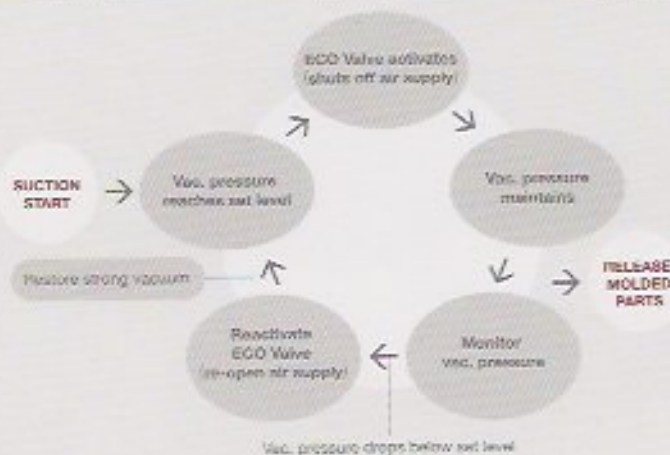 ECO Valve activates
(shuts off air supply)
SUCTION
START
Vac. pressure
reaches set level
Vac. pressure
maintains
Restore strong vacuum
RELEASE
MOLDED
PARTS
Reactivate
ECO Valve
(re-open air supply)
Monitor
vac. pressure
Vac. pressure drops below set level